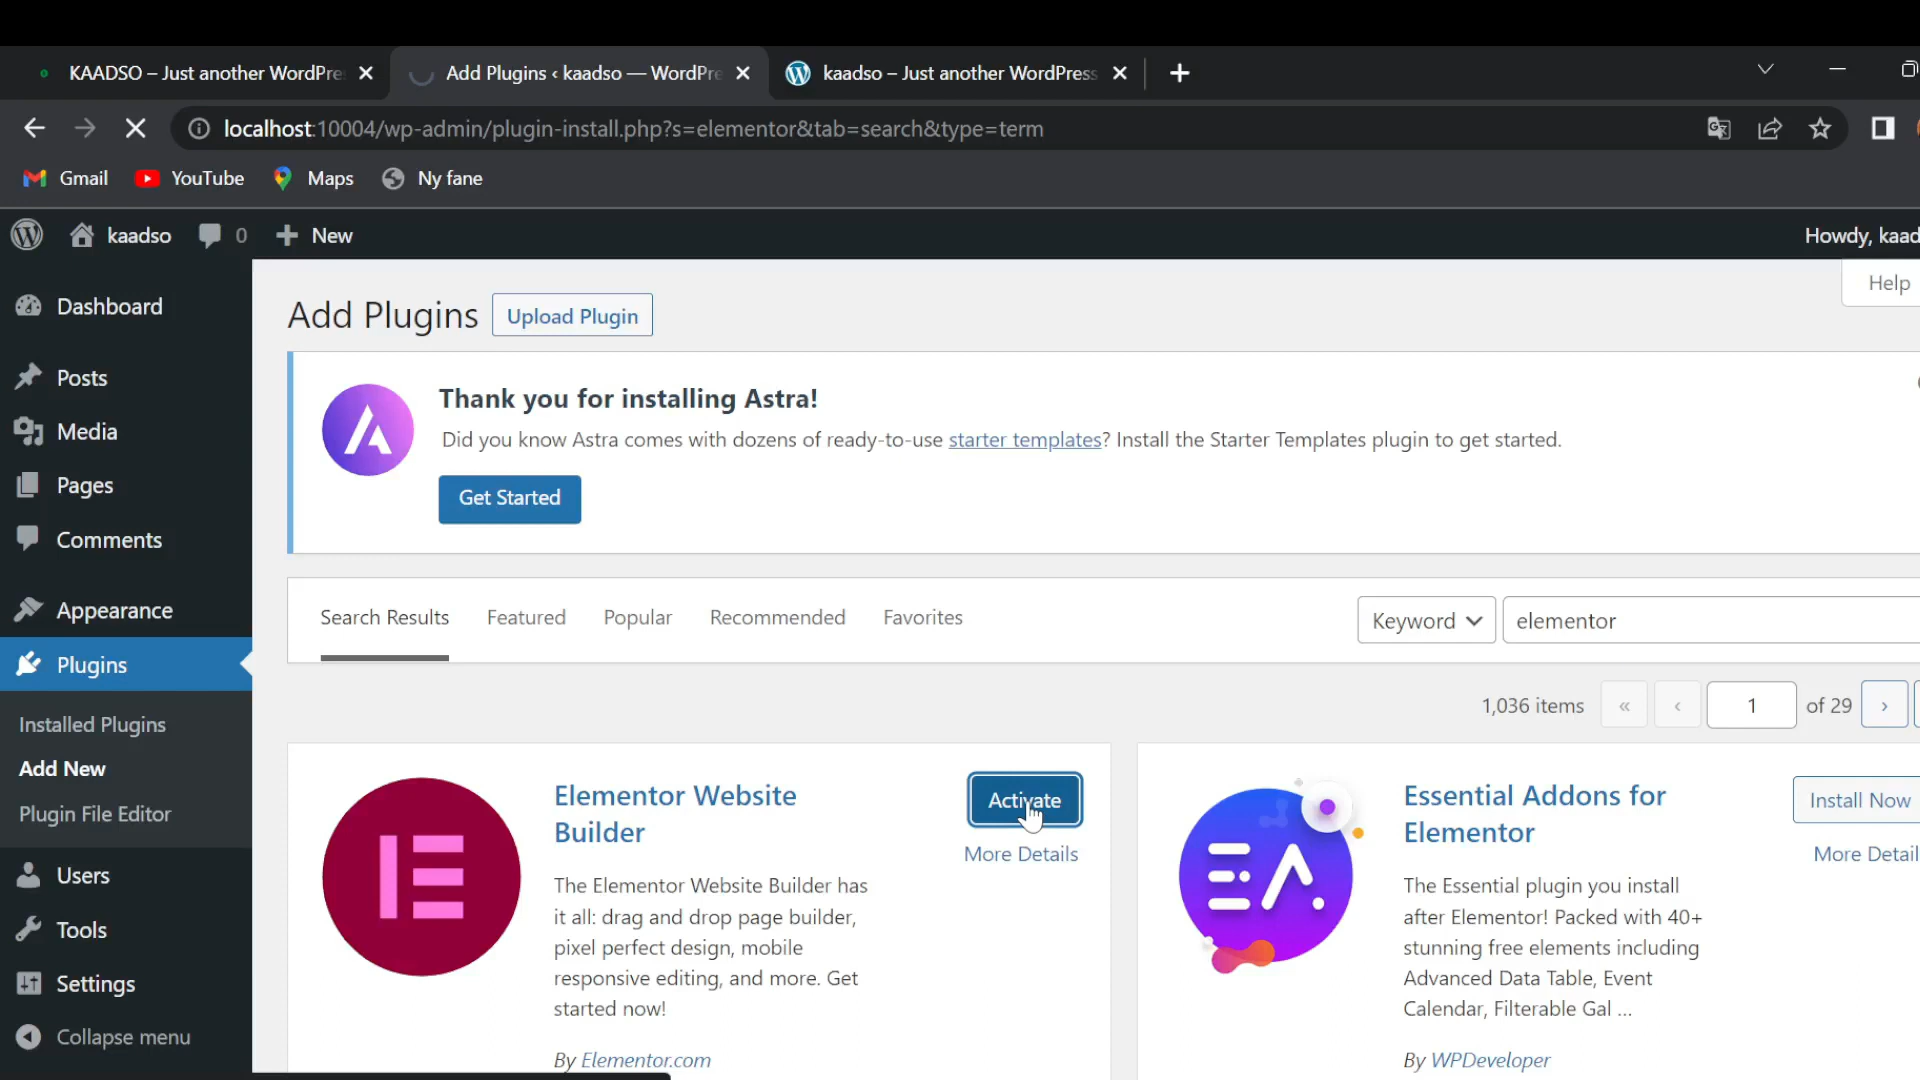 KAADSO – Just another WordPre
Add Plugins ‹ kaadso — WordPre
kaadso – Just another WordPress
localhost:10004/wp-admin/plugin-install.php?s=elementor&tab=search&type=term
Gmail
YouTube
Maps
Ny fane
kaadso
0
New
Howdy, kaad
Help
Dashboard
Posts
Media
Pages
Comments
Appearance
Plugins
Installed Plugins
Add New
Plugin File Editor
Users
Tools
Settings
Collapse menu
Add Plugins
Upload Plugin
Thank you for installing Astra!
Did you know Astra comes with dozens of ready-to-use starter templates? Install the Starter Templates plugin to get started.
Get Started
Search Results
Featured
Popular
Recommended
Favorites
Keyword
elementor
1,036 items
«
‹
1
of 29
›
Elementor Website
Builder
Activate
More Details
The Elementor Website Builder has
it all: drag and drop page builder,
pixel perfect design, mobile
responsive editing, and more. Get
started now!
By Elementor.com
Essential Addons for
Elementor
Install Now
More Detail
The Essential plugin you install
after Elementor! Packed with 40+
stunning free elements including
Advanced Data Table, Event
Calendar, Filterable Gal ...
By WPDeveloper